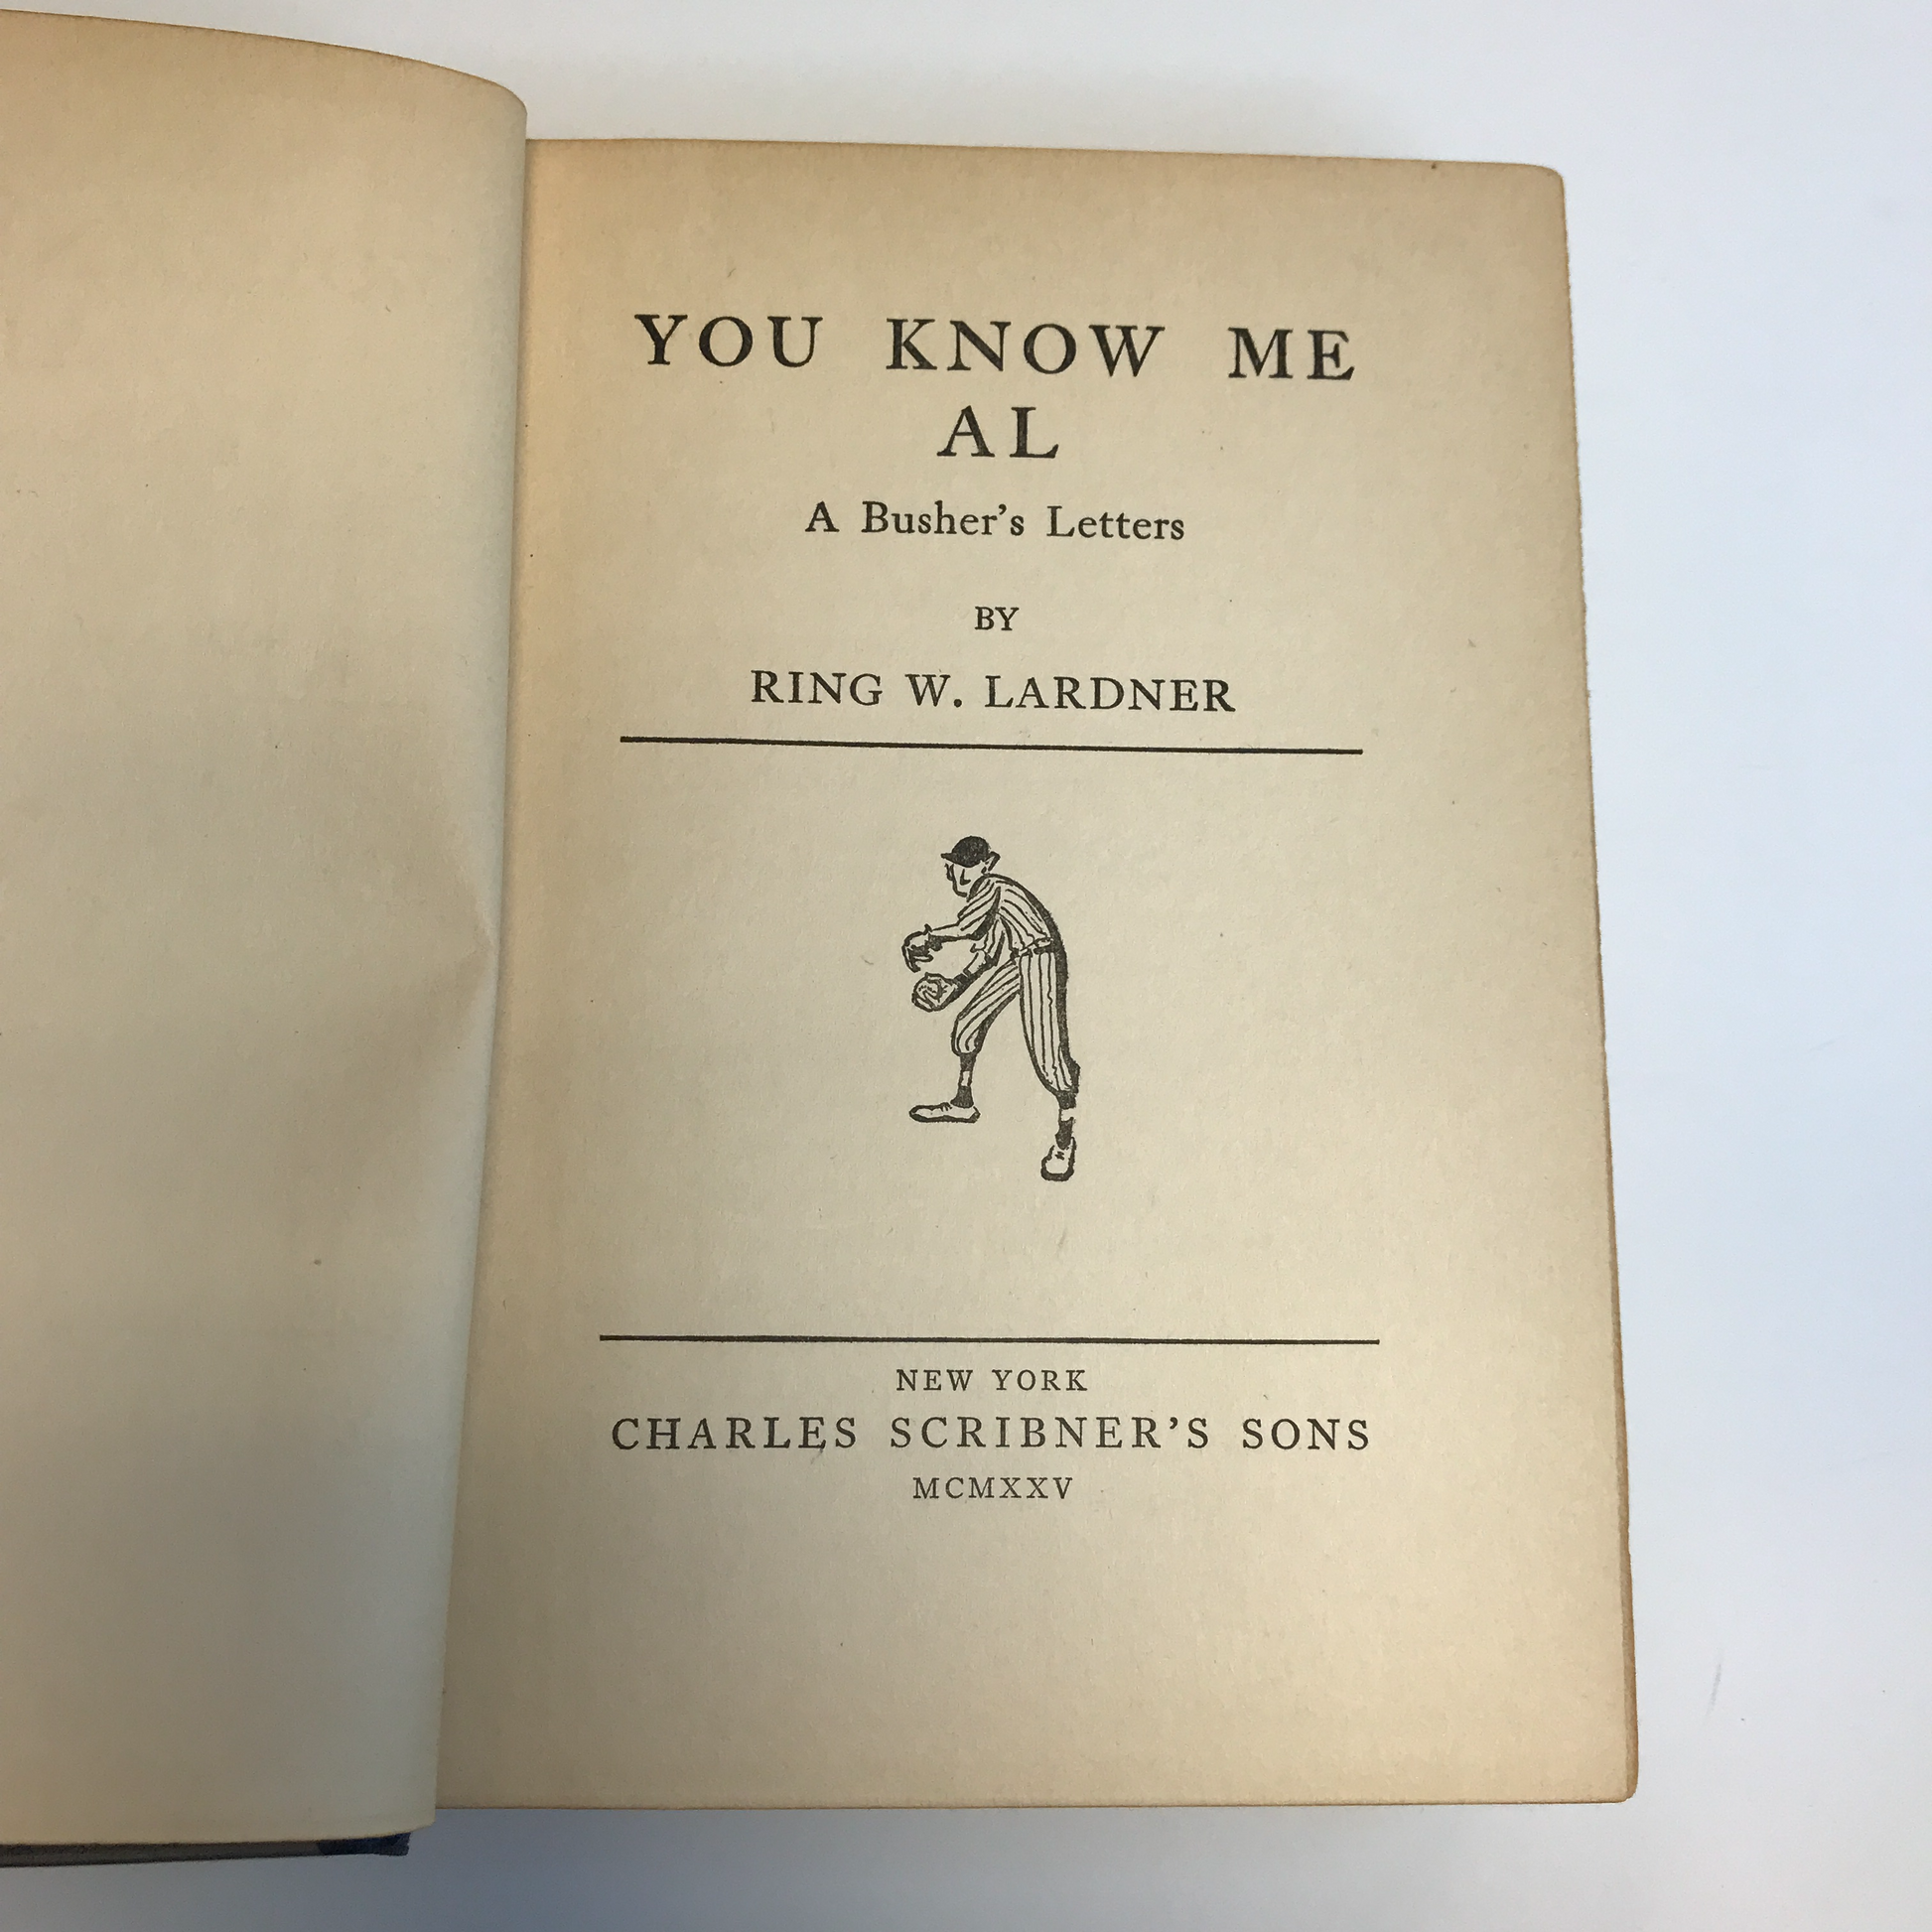 YOU KNOW ME
AL
A Busher's Letters
BY
RING W. LARDNER
NEW YORK
CHARLES SCRIBNER'S SONS
MCMXXV